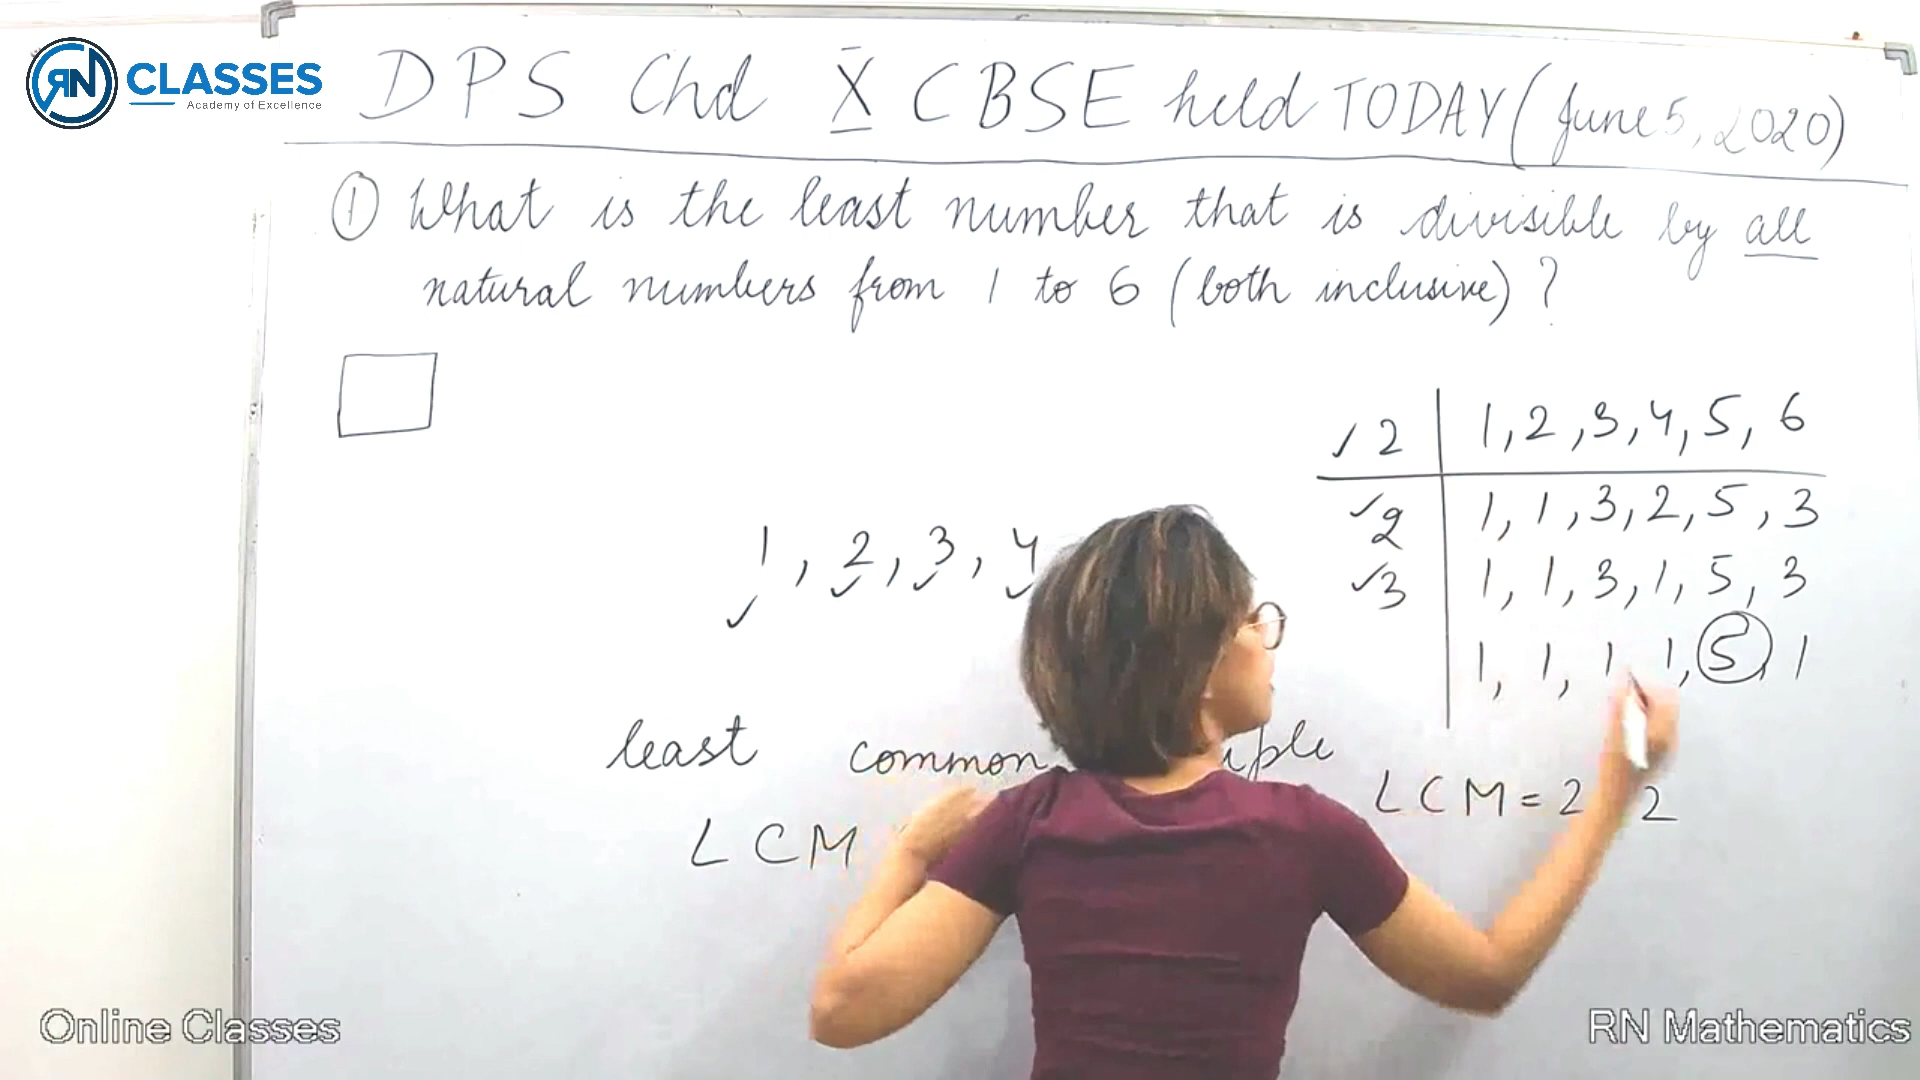 RN CLASSES
Academy of Excellence
DPS Chd X CBSE held TODAY (June 5, 2020)
① What is the least number that is divisible by all
natural numbers from 1 to 6 (both inclusive) ?
✓ 2 | 1, 2, 3, 4, 5, 6
✓ 2 | 1, 1, 3, 2, 5, 3
✓ 3 | 1, 1, 3, 1, 5, 3
1, 1, 1 1, 5, 1
1, 2, 3, 4
least common
LCM
LCM = 2 2
Online Classes
RN Mathematics